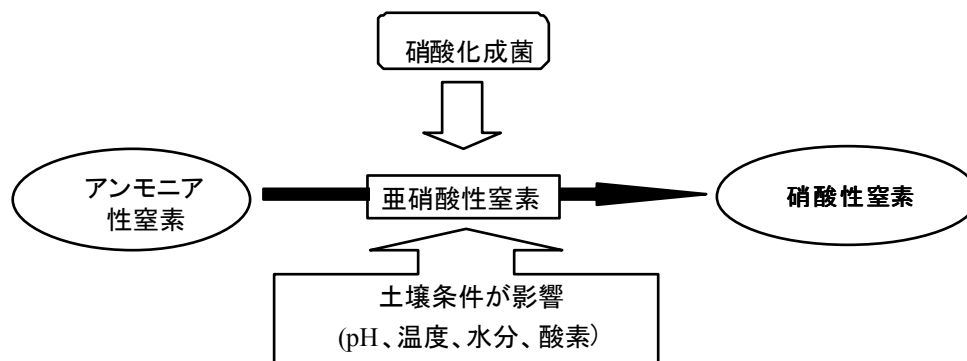 硝酸化成菌
アンモニア
性窒素
亜硝酸性窒素
硝酸性窒素
土壌条件が影響
(pH、温度、水分、酸素)